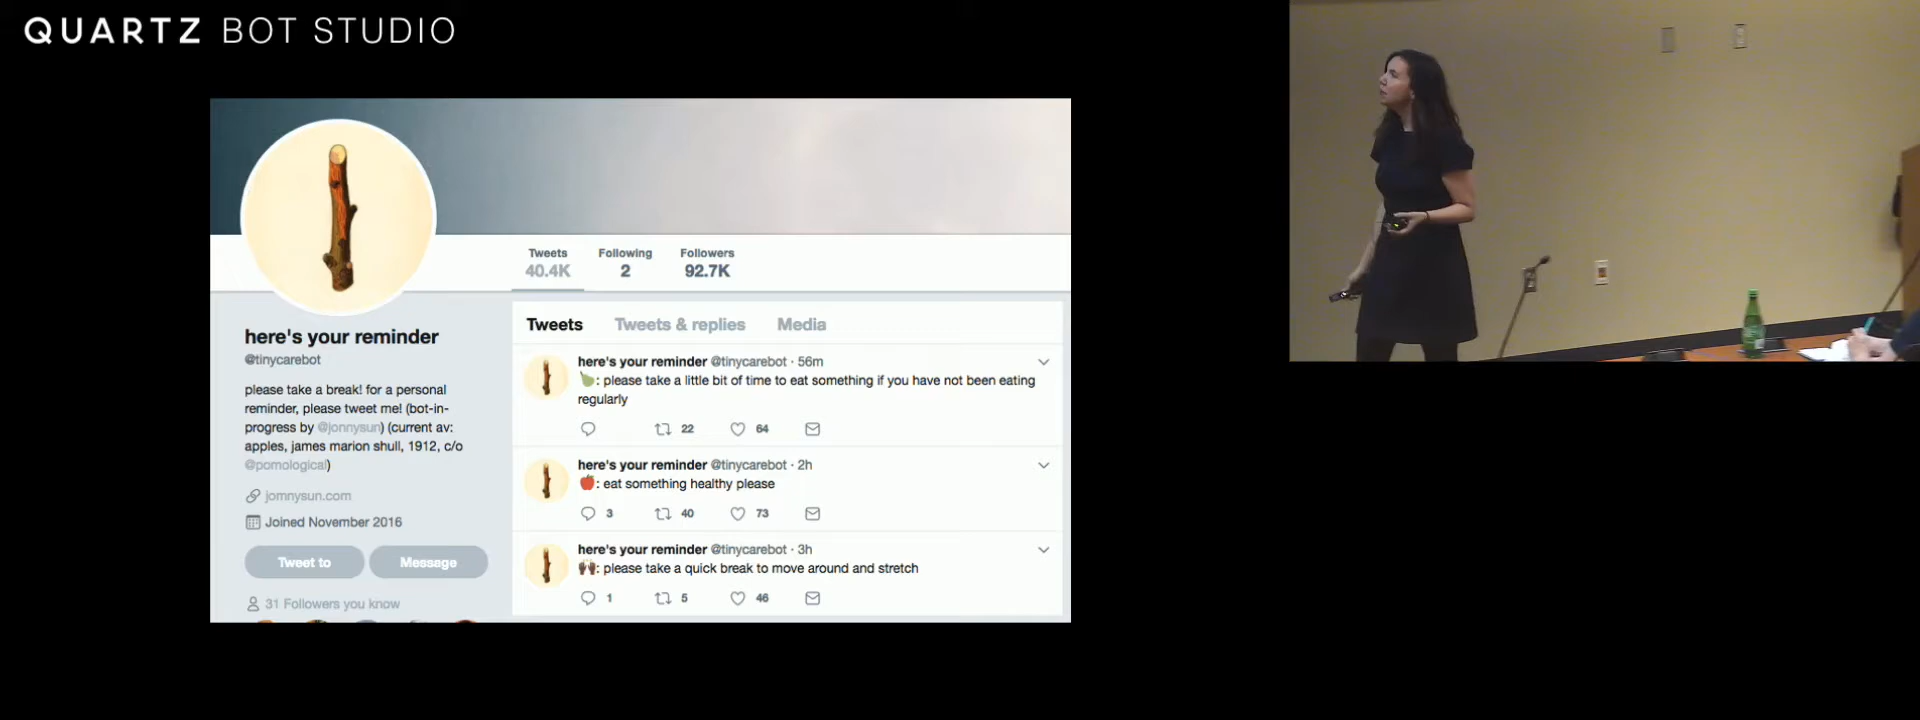 QUARTZ BOT STUDIO
Tweets
40.4K
Following
2
Followers
92.7K
here's your reminder
@tinycarebot
please take a break! for a personal
reminder, please tweet me! (bot-in-
progress by @jonnysun) (current av:
apples, james marion shull, 1912, c/o
@pomological)
jomnysun.com
Joined November 2016
Tweet to
Message
31 Followers you know
Tweets Tweets & replies Media
here's your reminder @tinycarebot · 56m
🍐: please take a little bit of time to eat something if you have not been eating
regularly
22 64
here's your reminder @tinycarebot · 2h
🍎: eat something healthy please
3 40 73
here's your reminder @tinycarebot · 3h
🙌🏾: please take a quick break to move around and stretch
1 5 46